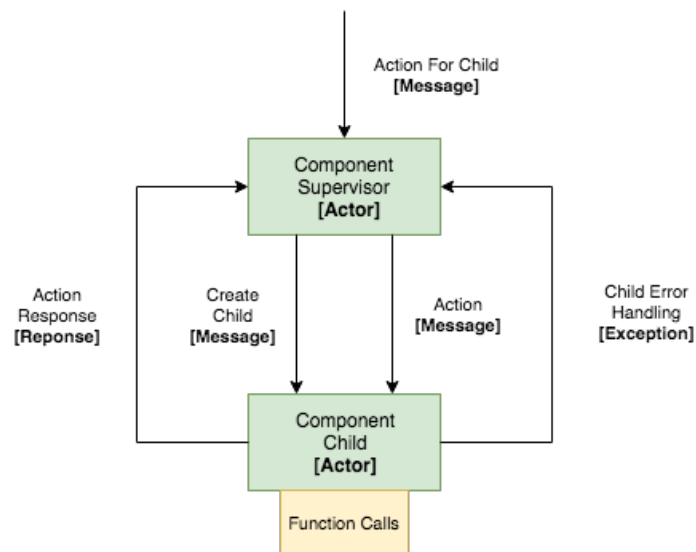 Action For Child
[Message]
Component
Supervisor
[Actor]
Action
Response
[Reponse]
Create
Child
[Message]
Action
[Message]
Child Error
Handling
[Exception]
Component
Child
[Actor]
Function Calls